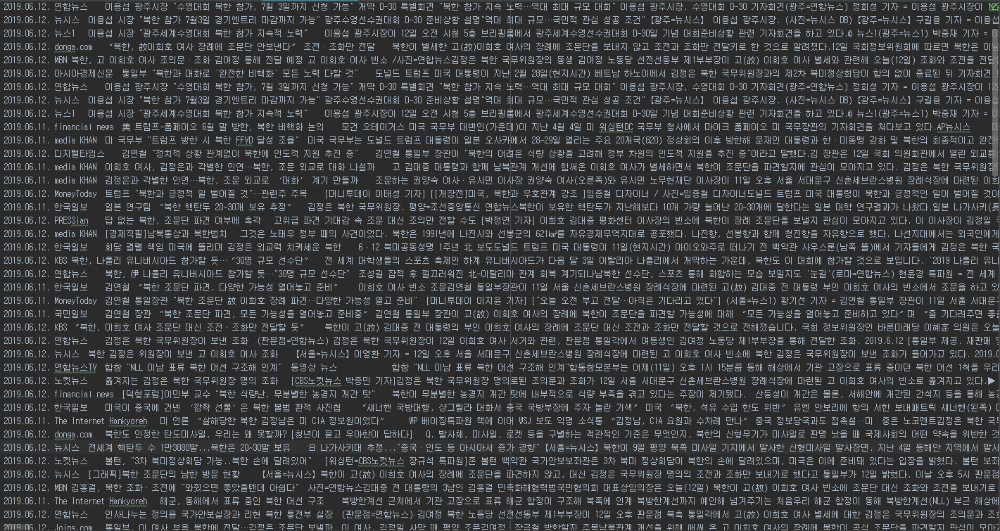 2019.06.12. 연합뉴스 이용섭 광주시장 "수영대회 북한 참가, 7월 3일까지 신청 가능" 개막 D-30 특별회견 "북한 참가 지속 노력…역대 최대 규모 대회" 이용섭 광주시장, 수영대회 D-30 기자회견(광주=연합뉴스) 정회성 기자 = 이용섭 광주시장이
2019.06.12. 뉴시스 이용섭 시장 "북한 참가 7월3일 경기엔트리 마감까지 가능" 광주수영선수권대회 D-30 준비상황 설명"역대 최대 규모…국민적 관심 성공 조건"【광주=뉴시스】 이용섭 광주시장. (사진=뉴시스 DB)【광주=뉴시스】구길용 기자 = 이용섭
2019.06.12. 뉴스1 이용섭 시장 "광주세계수영대회 북한 참가 지속적 노력" 이용섭 광주시장이 12일 오전 시청 5층 브리핑룸에서 광주세계수영선수권대회 D-30일 기념 대회준비상황 관련 기자회견을 하고 있다.@ 뉴스1(광주=뉴스1) 박중재 기자 =
2019.06.12. donga.com "북한, 故이희호 여사 장례에 조문단 안보낸다" 조전·조화만 전달 북한이 별세한 고(故)이희호 여사의 장례에 조문단을 보내지 않고 조전과 조화만 전달키로 한 것으로 알려졌다.12일 국회정보위원회에 따르면 북한은 이
2019.06.12. MBN 북한, 고 이희호 여사 조의문·조화 김여정 통해 전달 예정 고 이희호 여사 빈소 /사진=연합뉴스김정은 북한 국무위원장의 동생 김여정 노동당 선전선동부 제1부부장이 고(故) 이희호 여사 별세와 관련해 오늘(12일) 조화와 조전을 전달
2019.06.12. 아시아경제신문 통일부 "북한과 대화로 '완전한 비핵화' 모든 노력 다할 것" 도널드 트럼프 미국 대통령이 지난 2월 28일(현지시간) 베트남 하노이에서 김정은 북한 국무위원장과의 제2차 북미정상회담이 합의 없이 종료된 뒤 기자회견
2019.06.12. 연합뉴스 이용섭 광주시장 "수영대회 북한 참가, 7월 3일까지 신청 가능" 개막 D-30 특별회견 "북한 참가 지속 노력…역대 최대 규모 대회" 이용섭 광주시장, 수영대회 D-30 기자회견(광주=연합뉴스) 정회성 기자 = 이용섭 광주시장이 12
2019.06.12. 뉴시스 이용섭 시장 "북한 참가 7월3일 경기엔트리 마감까지 가능" 광주수영선수권대회 D-30 준비상황 설명"역대 최대 규모…국민적 관심 성공 조건"【광주=뉴시스】 이용섭 광주시장. (사진=뉴시스 DB)【광주=뉴시스】구길용 기자 = 이용섭
2019.06.12. 뉴스1 이용섭 시장 "광주세계수영대회 북한 참가 지속적 노력" 이용섭 광주시장이 12일 오전 시청 5층 브리핑룸에서 광주세계수영선수권대회 D-30일 기념 대회준비상황 관련 기자회견을 하고 있다.@ 뉴스1(광주=뉴스1) 박중재 기자 =
2019.06.11. financial news 美 트럼프-폼페이오 6월 말 방한, 북한 비핵화 논의 모건 오테이거스 미국 국무부 대변인(가운데)이 지난 4월 4일 미 워싱턴DC 국무부 청사에서 마이크 폼페이오 미 국무장관의 기자회견을 쳐다보고 있다.AP뉴시스
2019.06.11. media KHAN 미 국무부 "트럼프 방한 시 북한 FFVD 달성 조율" 미국 국무부는 도널드 트럼프 미국 대통령이 일본 오사카에서 28-29일 열리는 주요 20개국(G20) 정상회의 이후 방한해 문재인 대통령과 한·미동맹 강화 및 북한의 최종적이고 완전
2019.06.12. 디지털타임스 김연철 "정치적 상황 관계없이 북한에 인도적 지원 추진 중" 김연철 통일부 장관이 "북한의 어려운 식량 상황을 고려해 정부 차원의 인도적 지원을 추진 중"이라고 말했다.김 장관은 12일 국회 의원회관에서 열린 외교통
2019.06.11. media KHAN 이희호 여사, 김정은과 각별한 인연…북한, 조문 외교로 대화 나설까 고 김대중 대통령과 함께 남북관계 개선에 힘써온 이희호 여사가 별세하면서 북한이 조문단을 파견할지에 관심이 모아지고 있다. 김정은 북한 국무위원장
2019.06.11. media KHAN 김정은과 각별한 인연…북한, 조문 외교로 '대화' 계기 만들까 조문하는 권양숙 여사·유시민 이사장 권양숙 여사(오른쪽)와 유시민 노무현재단 이사장이 11일 오후 서울 서대문구 신촌세브란스병원 장례식장에 마련된 이희
2019.06.12. MoneyToday 트럼프 "북한과 긍정적 일 벌어질 것"…관련주 주목 [머니투데이 이태성 기자] [[개장전]미국, 북한과 우호관계 강조 ]임종철 디자이너 / 사진=임종철 디자이너도널드 트럼프 미국 대통령이 북한과 긍정적인 일이 벌어질 것이
2019.06.11. 한국일보 일본 연구팀 "북한 핵탄두 20~30개 보유 추정" 김정은 북한 국무위원장. 평양=조선중앙통신 연합뉴스북한이 보유한 핵탄두가 지난해보다 10개 가량 늘어난 20~30개에 달한다는 일본 대학 연구결과가 나왔다.일본 나가사키(長
2019.06.12. PRESSian 답 없는 북한, 조문단 파견 여부에 촉각 고위급 파견 기대감 속 조문 대신 조의만 전할 수도 [박정연 기자] 이희호 김대중 평화센터 이사장의 빈소에 북한이 장례 조문단을 보낼지 관심이 모아지고 있다. 이 이사장이 김정일
2019.06.12. media KHAN [경제직필]남북통상과 북한법치 그것은 노태우 정부 때의 사건이었다. 북한은 1991년에 나진시와 선봉군의 621㎢를 자유경제무역지대로 공포했다. 나진항, 선봉항과 함께 청진항을 자유항으로 했다. 나선지대에서는 외국인에게
2019.06.12. 한국일보 회담 결렬 책임 미국에 돌리며 김정은 외교력 치켜세운 북한 6·12 북미공동성명 1주년 北 보도도널드 트럼프 미국 대통령이 11일(현지시간) 아이오와주로 떠나기 전 백악관 사우스론(남쪽 뜰)에서 기자들에게 김정은 북한 국
2019.06.12. KBS 북한, 나폴리 유니버시아드 참가할 듯… "30명 규모 선수단" 전 세계 대학생들의 스포츠 축제인 하계 유니버시아드가 다음 달 3일 이탈리아 나폴리에서 개막하는 가운데, 북한도 이 대회에 참가할 것으로 보입니다. '2019 나폴리 유니
2019.06.12. 연합뉴스 북한, 伊 나폴리 유니버시아드 참가할 듯…"30명 규모 선수단" 조성길 잠적 후 껄끄러워진 北-이탈리아 관계 회복 계기되나남북한 선수단, 스포츠 통해 화합하는 모습 보일지도 '눈길'(로마=연합뉴스) 현윤경 특파원 = 전 세계
2019.06.11. 한국일보 김연철 "북한 조문단 파견, 다양한 가능성 열어놓고 준비" 이희호 여사 빈소 조문김연철 통일부장관이 11일 서울 신촌세브란스병원 장례식장에 마련된 고(故) 김대중 전 대통령 부인 이희호 여사의 빈소에서 조문을 하고 있
2019.06.11. MoneyToday 김연철 통일장관 "북한 조문단 故 이희호 장례 파견…다양한 가능성 열고 준비" [머니투데이 이지윤 기자] ["오늘 오전 부고 전달…아직은 기다리고 있다"] (서울=뉴스1) 황기선 기자 = 김연철 통일부 장관이 11일 오후 서울 서대문
2019.06.11. 국민일보 김연철 장관 "북한 조문단 파견, 모든 가능성을 열어놓고 준비중" 김연철 통일부 장관이 고(故) 이희호 여사의 장례에 북한이 조문단을 파견할 가능성에 대해 "모든 가능성을 열어놓고 준비하고 있다"며 "좀 기다려주면 좋을
2019.06.12. KBS "북한, 이희호 여사 조문단 대신 조전·조화만 전달할 듯" 북한이 고(故) 김대중 전 대통령의 부인 이희호 여사의 장례에 조문단 대신 조전과 조화만 전달할 것으로 전해졌습니다. 국회 정보위원장인 바른미래당 이혜훈 의원은 오늘
2019.06.12. 연합뉴스 김정은 북한 국무위원장이 보낸 조화 (판문점=연합뉴스) 김정은 북한 국무위원장이 12일 이희호 여사 서거와 관련, 판문점 통일각에서 여동생인 김여정 노동당 제1부부장을 통해 전달한 조화. 2019.6.12 [통일부 제공. 재판매
2019.06.12. 뉴시스 북한 김정은 위원장이 보낸 고 이희호 여사 조화 【서울=뉴시스】이영환 기자 = 12일 오후 서울 서대문구 신촌세브란스병원 장례식장에 마련된 고 이희호 여사 빈소에 북한 김정은 국무위원장이 보낸 조화가 들어가고 있다. 2019.0
2019.06.12. 연합뉴스TV 합참 "NLL 이남 표류 북한 어선 구조해 인계" 동영상 뉴스 합참 "NLL 이남 표류 북한 어선 구조해 인계"합동참모본부는 어제(11일) 오후 1시 15분쯤 동해 해상에서 기관 고장으로 표류 중이던 북한 어선 1척을 우리
2019.06.12. 노컷뉴스 옮겨지는 김정은 북한 국무위원장 명의 조화 [CBS노컷뉴스 박종민 기자]김정은 북한 국무위원장 명의로된 조의문과 조화가 12일 서울 서대문구 신촌세브란스병원 장례식장에 마련된 고 이희호 여사의 빈소로 옮겨지고 있다.
2019.06.12. financial news [덕형포럼]이민부 교수 "북한 식량난, 무분별한 농경지 개간 탓" 북한이 무분별한 농경지 개간 탓에 내부적으로 식량 부족을 겪고 있다는 주장이 제기됐다. 산등성이 개간은 물론, 서해안에 개간된 간석지 등을 통해 농
2019.06.12. 한국일보 미국이 중국에 건넨 '깜짝 선물' 은 북한 불법 환적 사진첩 "섀너핸 국방대행, 샹그릴라 대화서 중국 국방부장에 주자 놀란 기색" 미국 "북한, 석유 수입 한도 위반" 유엔 안보리에 항의 서한 보내패트릭 섀너핸(왼쪽)
2019.06.11. The Internet Hankyoreh 미 언론 "살해당한 북한 김정남은 미 CIA 정보원이었다" WP 베이징특파원 책에 이어 WSJ 보도 익명 소식통 "김정남, CIA 요원과 수차례 만나" 중국 정보당국과도 접촉설…미·중은 노코멘트김정은 북한 국
2019.06.12. donga.com 북한도 인정한 탄도미사일, 우리는 왜 못할까? [청년이 묻고 우아한이 답하다] Q. 발사체, 미사일, 로켓 등을 구별하는 객관적인 기준은 무엇인지, 북한의 신형무기가 미사일로 판명 났을 때 국제사회의 어떤 약속을 위반한 것
2019.06.12. 뉴시스 전세계 핵탄두 수 1만3880발...북한은 20~30발 보유 日 나가사키대 추정..."중국·인도 등 아시아서 증가 경향"【서울=뉴시스】북한이 9일 평양 북쪽 미사일 기지에서 발사한 신형미사일 발사장면. 지난 4일 동해안 지역에서 발사
2019.06.12. 노컷뉴스 볼턴, "3차 북미정상회담 가능..북한 손에 달려있어" [워싱턴=CBS노컷뉴스 장규석 특파원]존 볼턴 백악관 국가안보보좌관은 3차 북미 정상회담이 북한의 손에 달려있으며, 미국은 이에 준비돼 있다는 입장을 밝혔다. 볼턴 보좌
2019.06.12. 뉴시스 [그래픽]북한 조문단의 남한 방문 현황 【서울=뉴시스】북한이 고(故) 이희호 여사의 장례에 조문단을 파견하지 않고, 대신 김정은 국무위원장 명의의 조전과 조화만 보내기로 했다고 통일부가 12일 밝혔다. 이날 오후 5시 판문점
2019.06.12. MBN 김홍걸, 북한 조화·조전에 "와줬으면 좋았을텐데 아쉽다" 사진=연합뉴스김대중 전 대통령의 3남인 김홍걸 민족화해협력범국민협의회 대표상임의장은 오늘(12일) 북한이 고(故) 이희호 여사 빈소에 조문단 대신 조화와 조전을 보내기로
2019.06.11. The Internet Hankyoreh 해군, 동해에서 표류 중인 북한 어선 구조 북방한계선 근처에서 기관 고장으로 표류 해군 함정이 구조해 북쪽에 인계 북방한계선까지 예인해 넘겨주기는 처음우리 해군 함정이 동해 북방한계선(NLL) 부근 해상에
2019.06.12. 연합뉴스 인사나누는 정의용 국가안보실장과 리현 북한 통전부 실장 (판문점=연합뉴스) 김여정 북한 노동당 선전선동부 제1부부장이 12일 오후 판문점 북측 통일각에서 고(故) 이희호 여사 별세에 대한 김정은 북한 국무위원장 명의의 조의문과
2019.06.12. Joins.com 통일부, 이 여사 부음 북한에 전달…김정은 조문단 보낼까